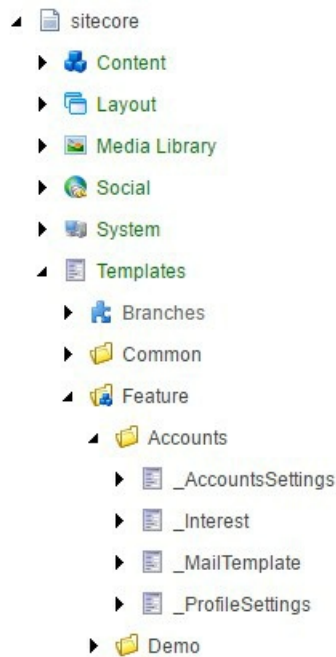 sitecore
Content
Layout
Media Library
Social
System
Templates
Branches
Common
Feature
Accounts
_AccountsSettings
_Interest
_MailTemplate
_ProfileSettings
Demo